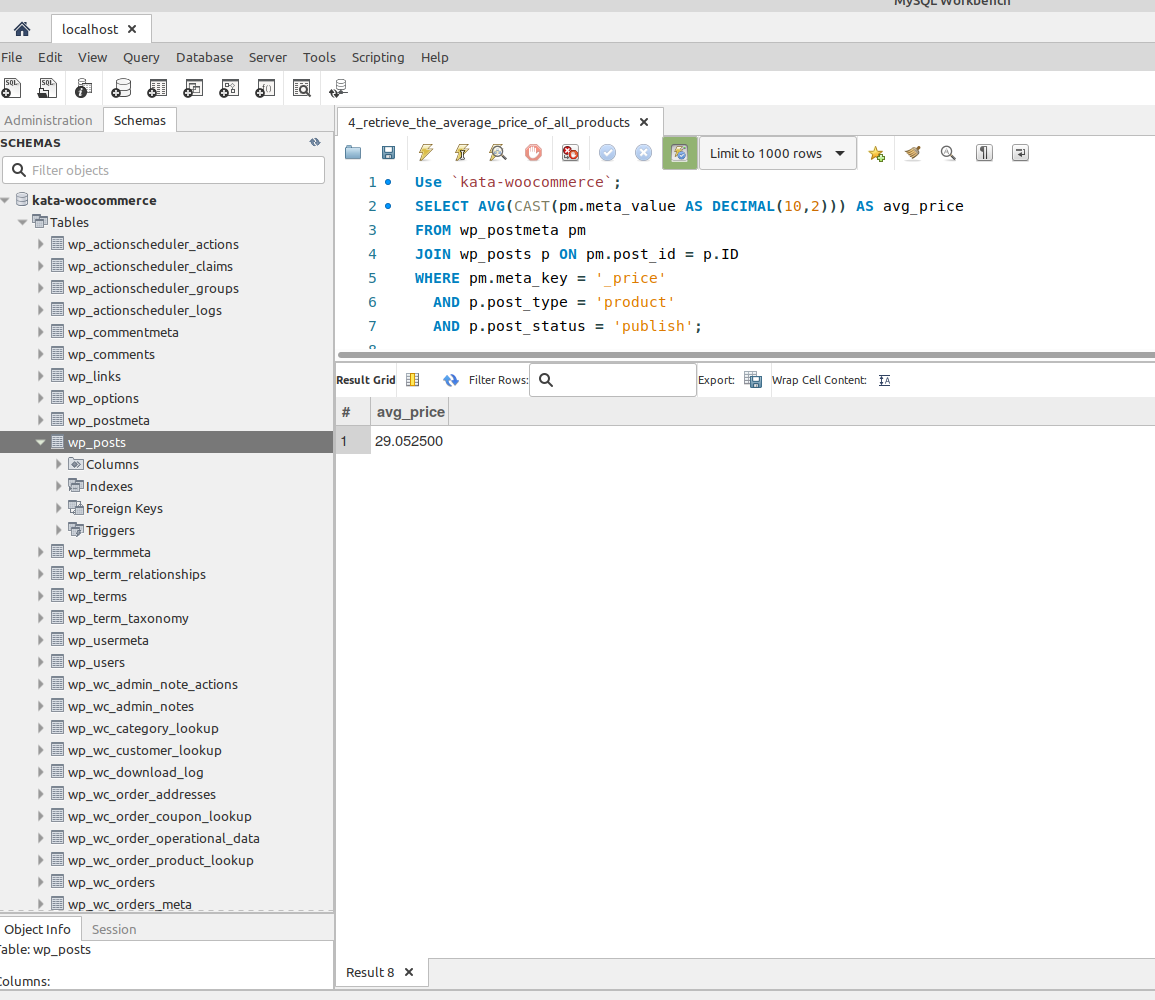 MySQL Workbench
localhost
File Edit View Query Database Server Tools Scripting Help
Administration Schemas
SCHEMAS
Filter objects
kata-woocommerce
Tables
wp_actionscheduler_actions
wp_actionscheduler_claims
wp_actionscheduler_groups
wp_actionscheduler_logs
wp_commentmeta
wp_comments
wp_links
wp_options
wp_postmeta
wp_posts
Columns
Indexes
Foreign Keys
Triggers
wp_termmeta
wp_term_relationships
wp_terms
wp_term_taxonomy
wp_usermeta
wp_users
wp_wc_admin_note_actions
wp_wc_admin_notes
wp_wc_category_lookup
wp_wc_customer_lookup
wp_wc_download_log
wp_wc_order_addresses
wp_wc_order_coupon_lookup
wp_wc_order_operational_data
wp_wc_order_product_lookup
wp_wc_orders
wp_wc_orders_meta
Object Info Session
Table: wp_posts
Columns:
4_retrieve_the_average_price_of_all_products
Limit to 1000 rows
1 Use `kata-woocommerce`;
2 SELECT AVG(CAST(pm.meta_value AS DECIMAL(10,2))) AS avg_price
3 FROM wp_postmeta pm
4 JOIN wp_posts p ON pm.post_id = p.ID
5 WHERE pm.meta_key = '_price'
6 AND p.post_type = 'product'
7 AND p.post_status = 'publish';
8
Result Grid Filter Rows: Export: Wrap Cell Content:
# avg_price
1 29.052500
Result 8